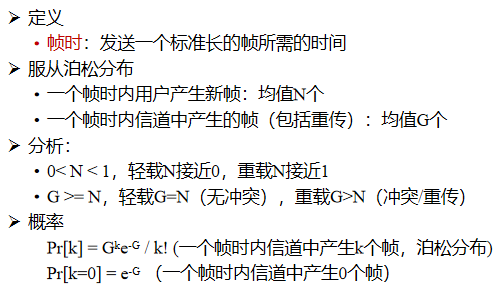 ➤ 定义
• 帧时：发送一个标准长的帧所需的时间
➤ 服从泊松分布
• 一个帧时内用户产生新帧：均值N个
• 一个帧时内信道中产生的帧（包括重传）：均值G个
➤ 分析：
• 0< N < 1，轻载N接近0，重载N接近1
• G >= N，轻载G=N（无冲突），重载G>N（冲突/重传）
➤ 概率
Pr[k] = Gᵏe⁻ᴳ / k! (一个帧时内信道中产生k个帧，泊松分布)
Pr[k=0] = e⁻ᴳ （一个帧时内信道中产生0个帧）